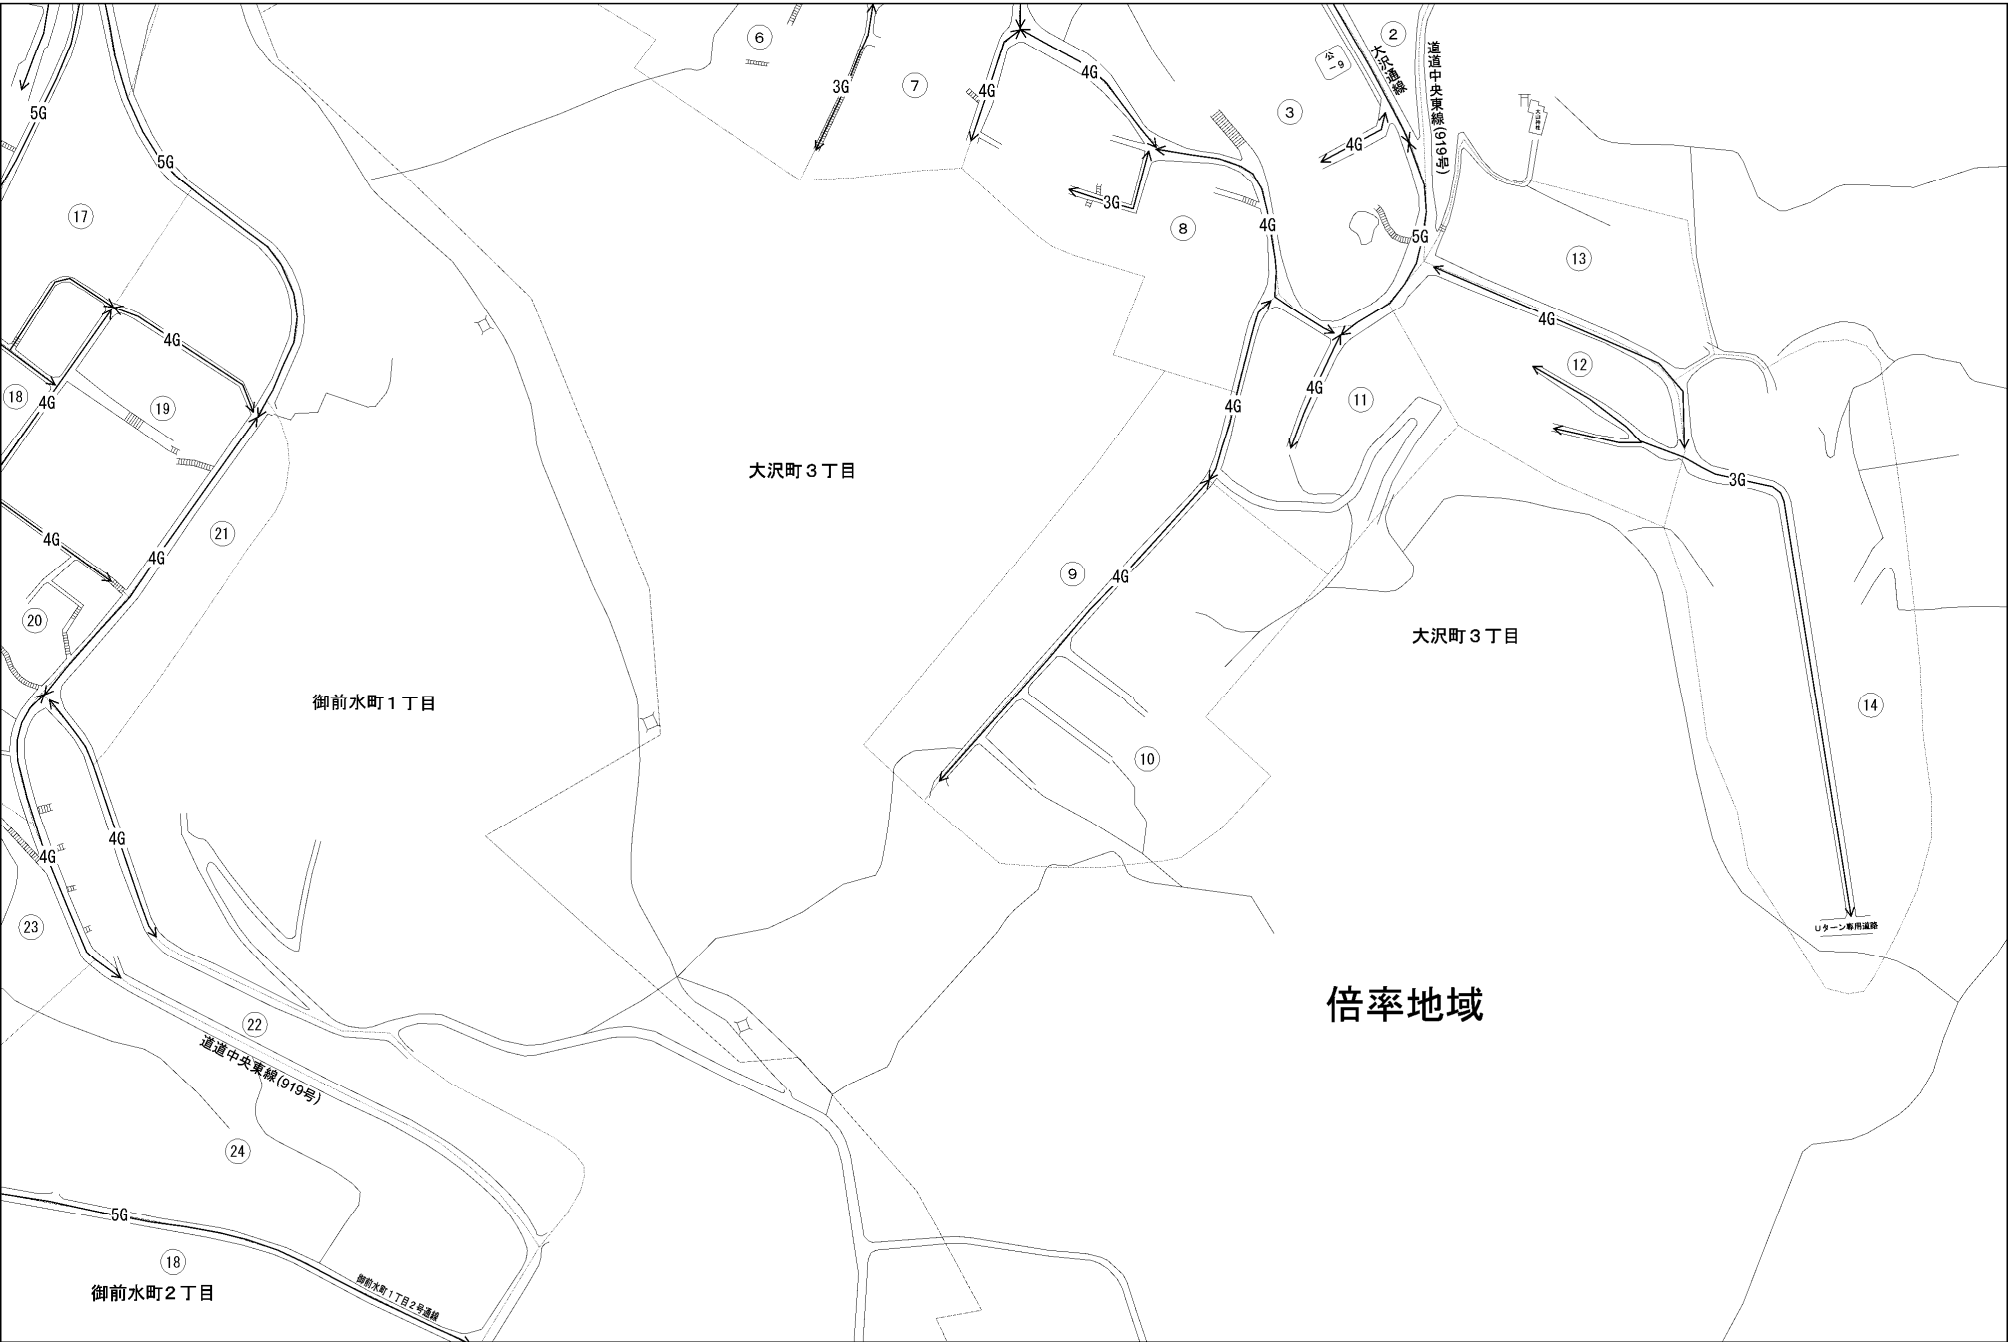 ⑥
②
公
-9
大沢通線
道道中央東線(919号)
5G
3G
⑦
4G
4G
③
4G
5G
⑰
3G
⑧
4G
5G
⑬
4G
4G
⑫
⑱
4G
⑲
4G
4G
⑪
大沢町3丁目
3G
㉑
4G
4G
⑨
4G
⑳
大沢町3丁目
御前水町1丁目
⑭
⑩
4G
4G
㉓
Uターン専用道路
倍率地域
㉒
道道中央東線(919号)
㉔
5G
⑱
御前水町2丁目
御前水町1丁目2号通線